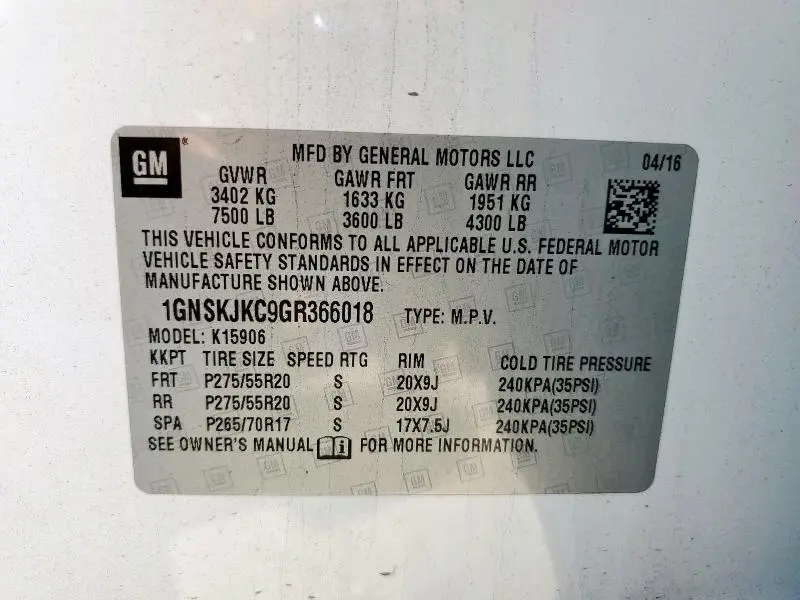 GM ®
MFD BY GENERAL MOTORS LLC 04/16
GVWR GAWR FRT GAWR RR
3402 KG 1633 KG 1951 KG
7500 LB 3600 LB 4300 LB
THIS VEHICLE CONFORMS TO ALL APPLICABLE U.S. FEDERAL MOTOR
VEHICLE SAFETY STANDARDS IN EFFECT ON THE DATE OF
MANUFACTURE SHOWN ABOVE.
1GNSKJKC9GR366018 TYPE: M.P.V.
MODEL: K15906
KKPT TIRE SIZE SPEED RTG RIM COLD TIRE PRESSURE
FRT P275/55R20 S 20X9J 240KPA(35PSI)
RR P275/55R20 S 20X9J 240KPA(35PSI)
SPA P265/70R17 S 17X7.5J 240KPA(35PSI)
SEE OWNER'S MANUAL i FOR MORE INFORMATION.